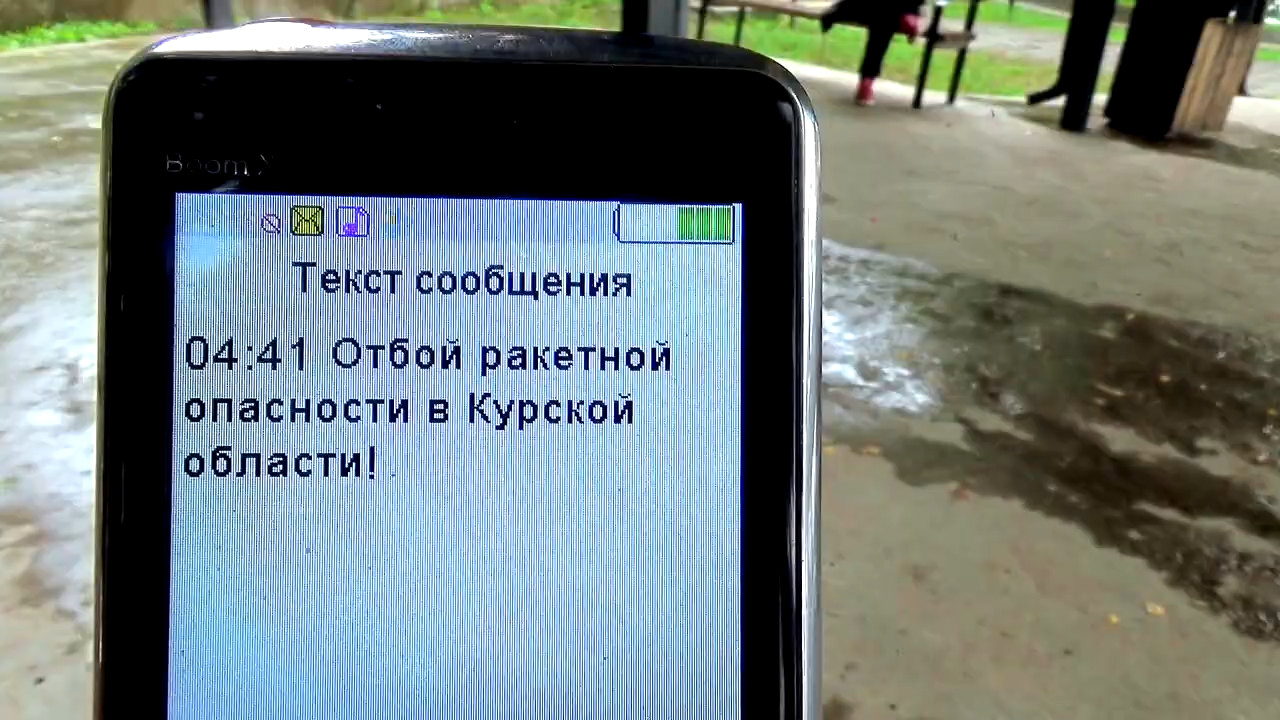 Boom X
Текст сообщения
04:41 Отбой ракетной
опасности в Курской
области!